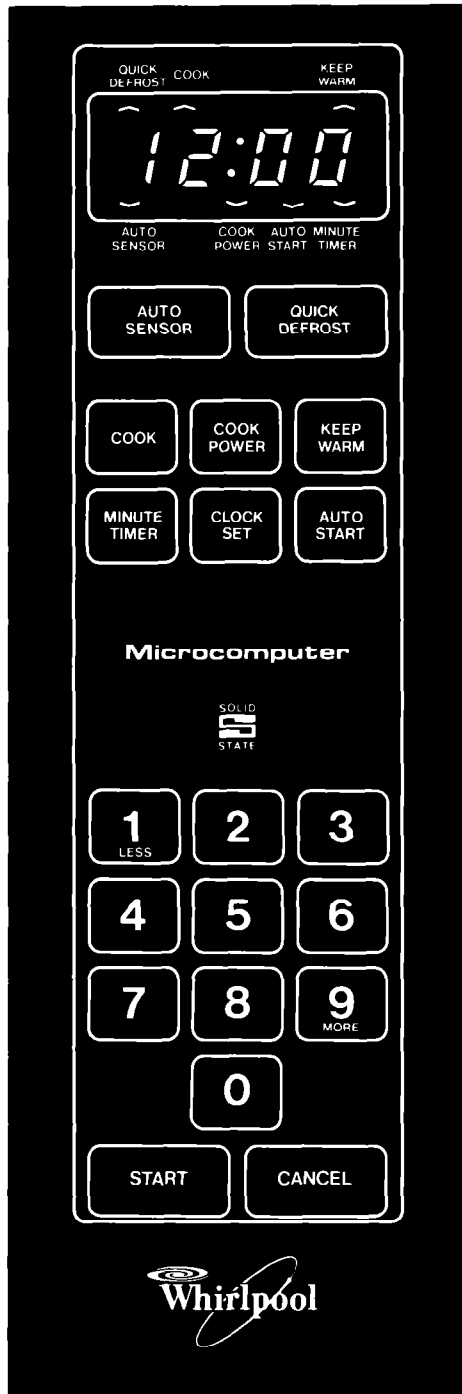 QUICK DEFROST COOK KEEP WARM
12:00
AUTO SENSOR COOK POWER AUTO START MINUTE TIMER
AUTO SENSOR
QUICK DEFROST
COOK
COOK POWER
KEEP WARM
MINUTE TIMER
CLOCK SET
AUTO START
Microcomputer
SOLID
S
STATE
1
LESS
2
3
4
5
6
7
8
9
MORE
0
START
CANCEL
Whirlpool